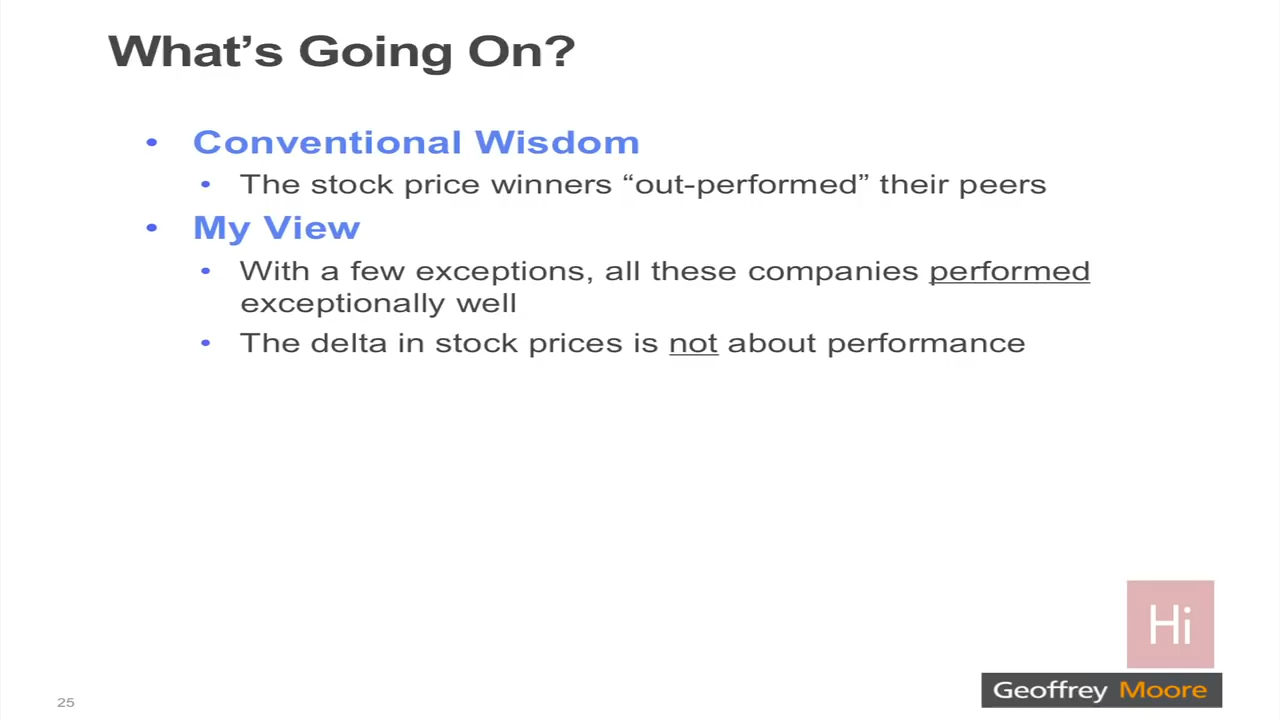 What’s Going On?
• Conventional Wisdom
• The stock price winners “out-performed” their peers
• My View
• With a few exceptions, all these companies performed
exceptionally well
• The delta in stock prices is not about performance
Hi
Geoffrey Moore
25